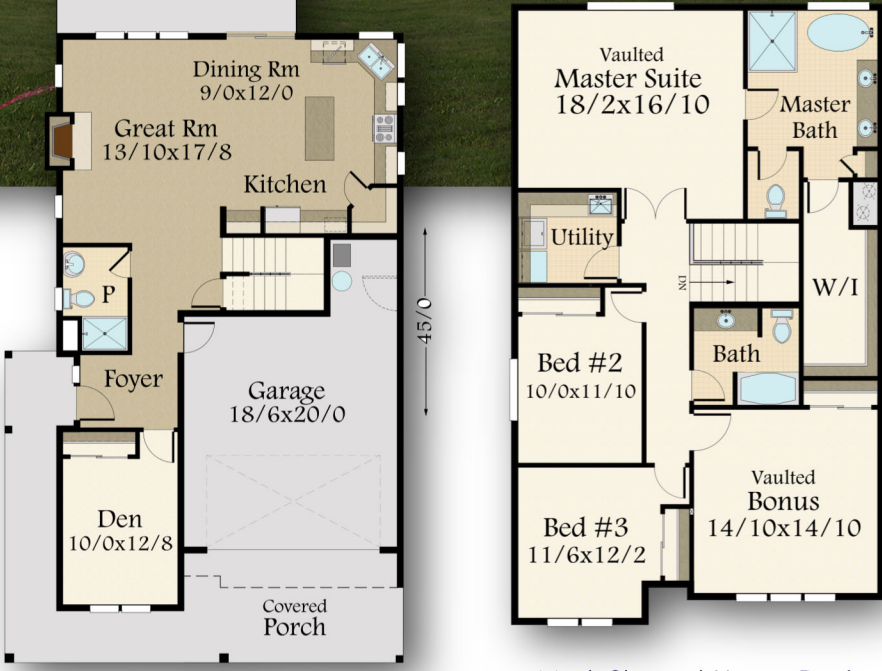 Dining Rm
9/0x12/0
Great Rm
13/10x17/8
Kitchen
P
Foyer
Garage
18/6x20/0
45/0
Den
10/0x12/8
Covered
Porch
Vaulted
Master Suite
18/2x16/10
Master
Bath
Utility
DN
W/I
Bed #2
10/0x11/10
Bath
Bed #3
11/6x12/2
Vaulted
Bonus
14/10x14/10